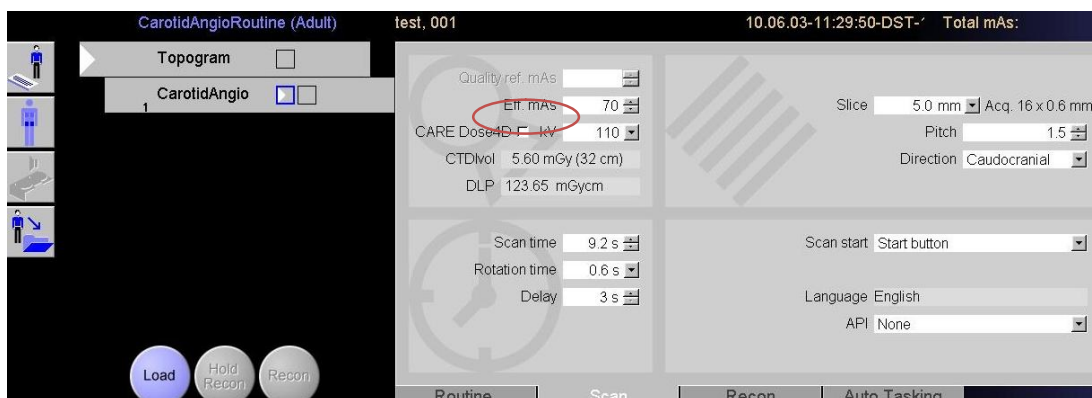 CarotidAngioRoutine (Adult)
test, 001
10.06.03-11:29:50-DST-
Total mAs:
Topogram
1 CarotidAngio
Quality ref. mAs
Eff. mAs 70
CARE Dose4D kV 110
CTDIvol 5.60 mGy (32 cm)
DLP 123.65 mGycm
Slice 5.0 mm Acq. 16 x 0.6 mm
Pitch 1.5
Direction Caudocranial
Scan time 9.2 s
Rotation time 0.6 s
Delay 3 s
Scan start Start button
Language English
API None
Load
Hold
Recon
Recon
Routine
Scan
Recon
Auto Tasking